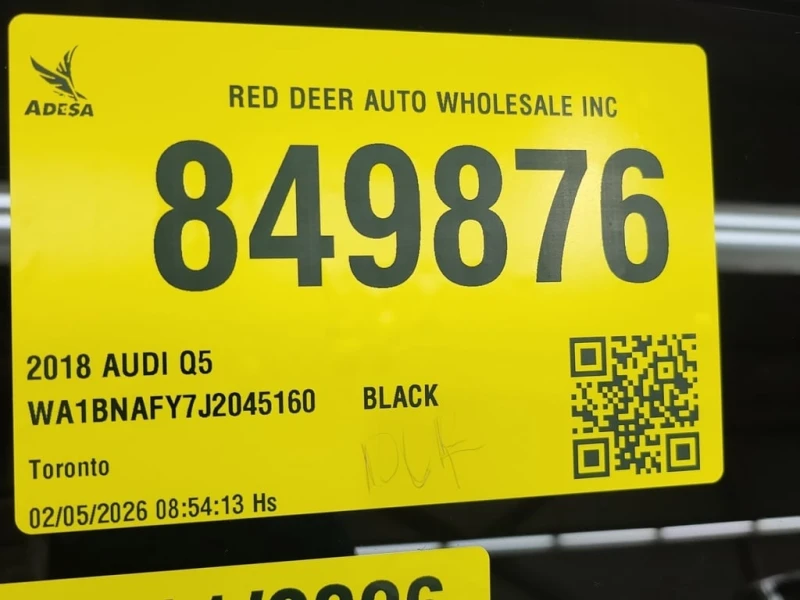 ADESA
RED DEER AUTO WHOLESALE INC
849876
2018 AUDI Q5
WA1BNAFY7J2045160 BLACK
Toronto
02/05/2026 08:54:13 Hs